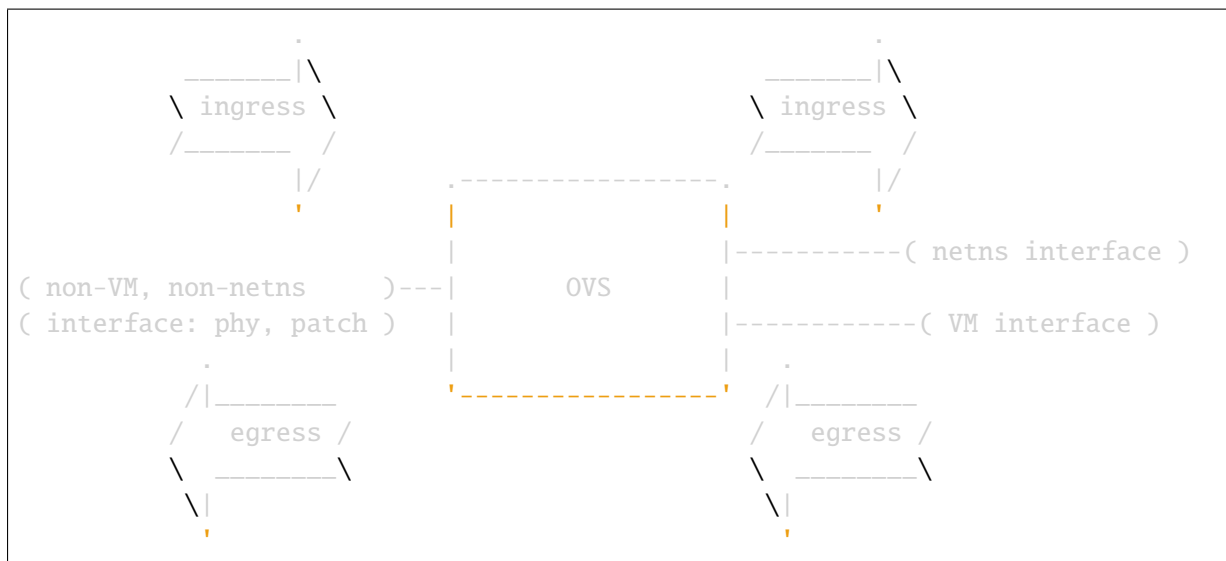 ingress ingress
( netns interface )
( non-VM, non-netns ) OVS
( interface: phy, patch ) ( VM interface )
egress egress